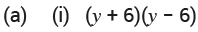 (a) (i) (y + 6)(y − 6)